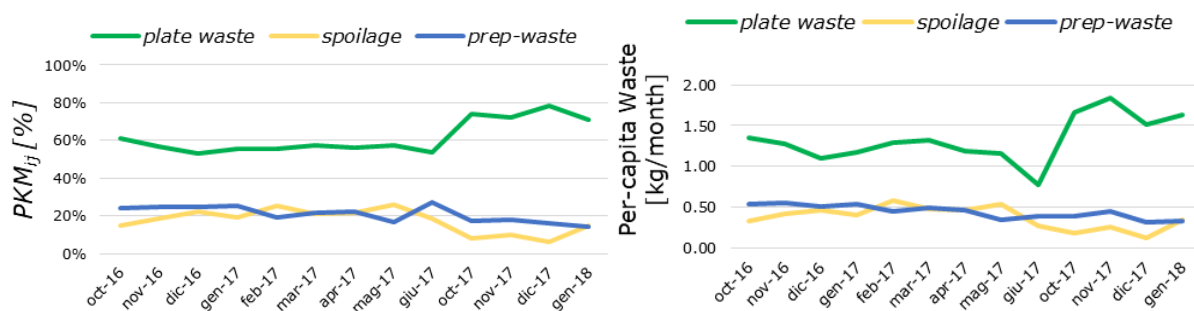 plate waste spoilage prep-waste
PKMij [%]
100%
80%
60%
40%
20%
0%
oct-16 nov-16 dic-16 gen-17 feb-17 mar-17 apr-17 mag-17 giu-17 oct-17 nov-17 dic-17 gen-18
plate waste spoilage prep-waste
Per-capita Waste
[kg/month]
2.00
1.50
1.00
0.50
0.00
oct-16 nov-16 dic-16 gen-17 feb-17 mar-17 apr-17 mag-17 giu-17 oct-17 nov-17 dic-17 gen-18